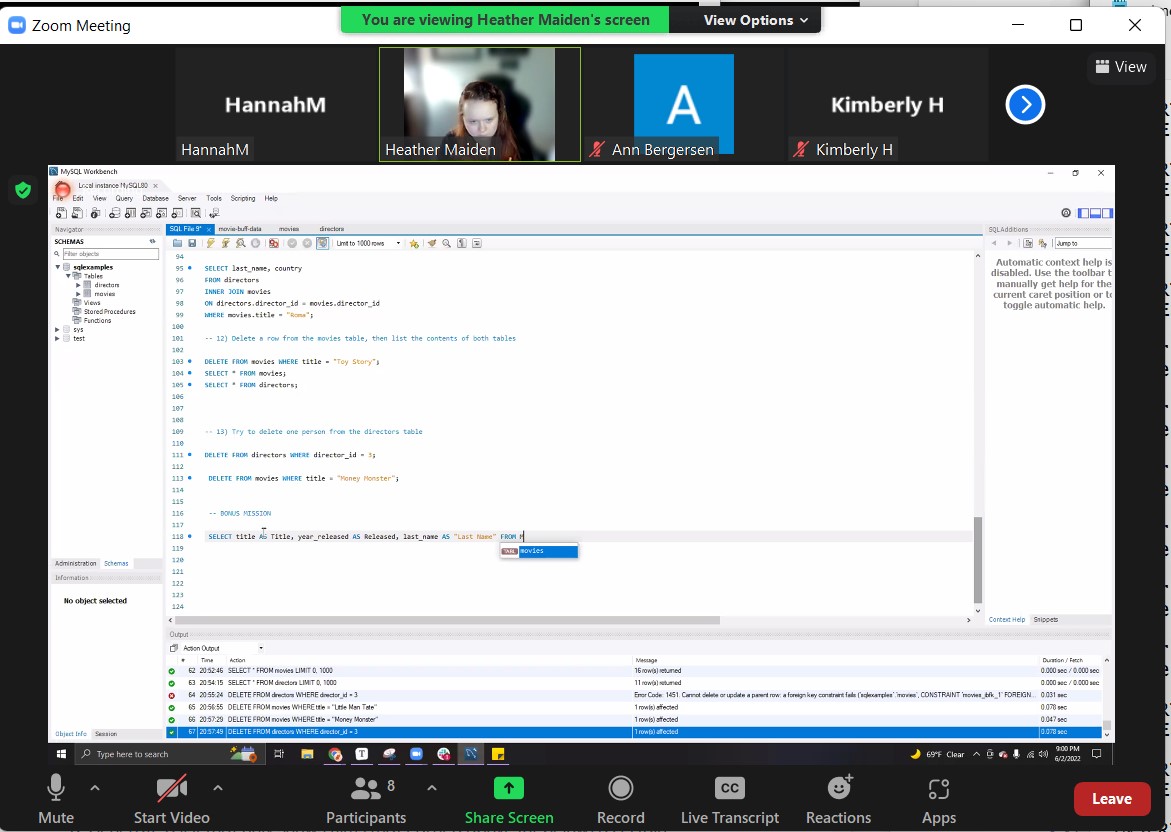 You are viewing Heather Maiden's screen View Options
Zoom Meeting
View
HannahM
HannahM
Heather Maiden
A
Ann Bergersen
Kimberly H
Kimberly H
MySQL Workbench
Local instance MySQL80
File Edit View Query Database Server Tools Scripting Help
Navigator
SCHEMAS
Filter objects
sqlexamples
Tables
directors
movies
Views
Stored Procedures
Functions
sys
test
Administration Schemas
Information
No object selected
Object Info Session
SQL File 9* movie-buff-data movies directors
Limit to 1000 rows
94
95 SELECT last_name, country
96 FROM directors
97 INNER JOIN movies
98 ON directors.director_id = movies.director_id
99 WHERE movies.title = "Roma";
100
101 -- 12) Delete a row from the movies table, then list the contents of both tables
102
103 DELETE FROM movies WHERE title = "Toy Story";
104 SELECT * FROM movies;
105 SELECT * FROM directors;
106
107
108
109 -- 13) Try to delete one person from the directors table
110
111 DELETE FROM directors WHERE director_id = 3;
112
113 DELETE FROM movies WHERE title = "Money Monster";
114
115
116 -- BONUS MISSION
117
118 SELECT title AS Title, year_released AS Released, last_name AS "Last Name" FROM M
119 TABL movies
120
121
122
123
124
SQLAdditions
Jump to
Automatic context help is
disabled. Use the toolbar t
manually get help for the
current caret position or to
toggle automatic help.
Context Help Snippets
Output
Action Output
# Time Action Message Duration / Fetch
62 20:52:46 SELECT * FROM movies LIMIT 0, 1000 16 row(s) returned 0.000 sec / 0.000 sec
63 20:54:15 SELECT * FROM directors LIMIT 0, 1000 11 row(s) returned 0.000 sec / 0.000 sec
64 20:55:24 DELETE FROM directors WHERE director_id = 3 Error Code: 1451. Cannot delete or update a parent row: a foreign key constraint fails (`sqlexamples`.`movies`, CONSTRAINT `movies_ibfk_1` FOREIGN... 0.031 sec
65 20:56:55 DELETE FROM movies WHERE title = "Little Man Tate" 1 row(s) affected 0.078 sec
66 20:57:29 DELETE FROM movies WHERE title = "Money Monster" 1 row(s) affected 0.047 sec
67 20:57:49 DELETE FROM directors WHERE director_id = 3 1 row(s) affected 0.078 sec
Type here to search
69°F Clear
9:00 PM
6/2/2022
8
CC
Mute Start Video Participants Share Screen Record Live Transcript Reactions Apps Leave